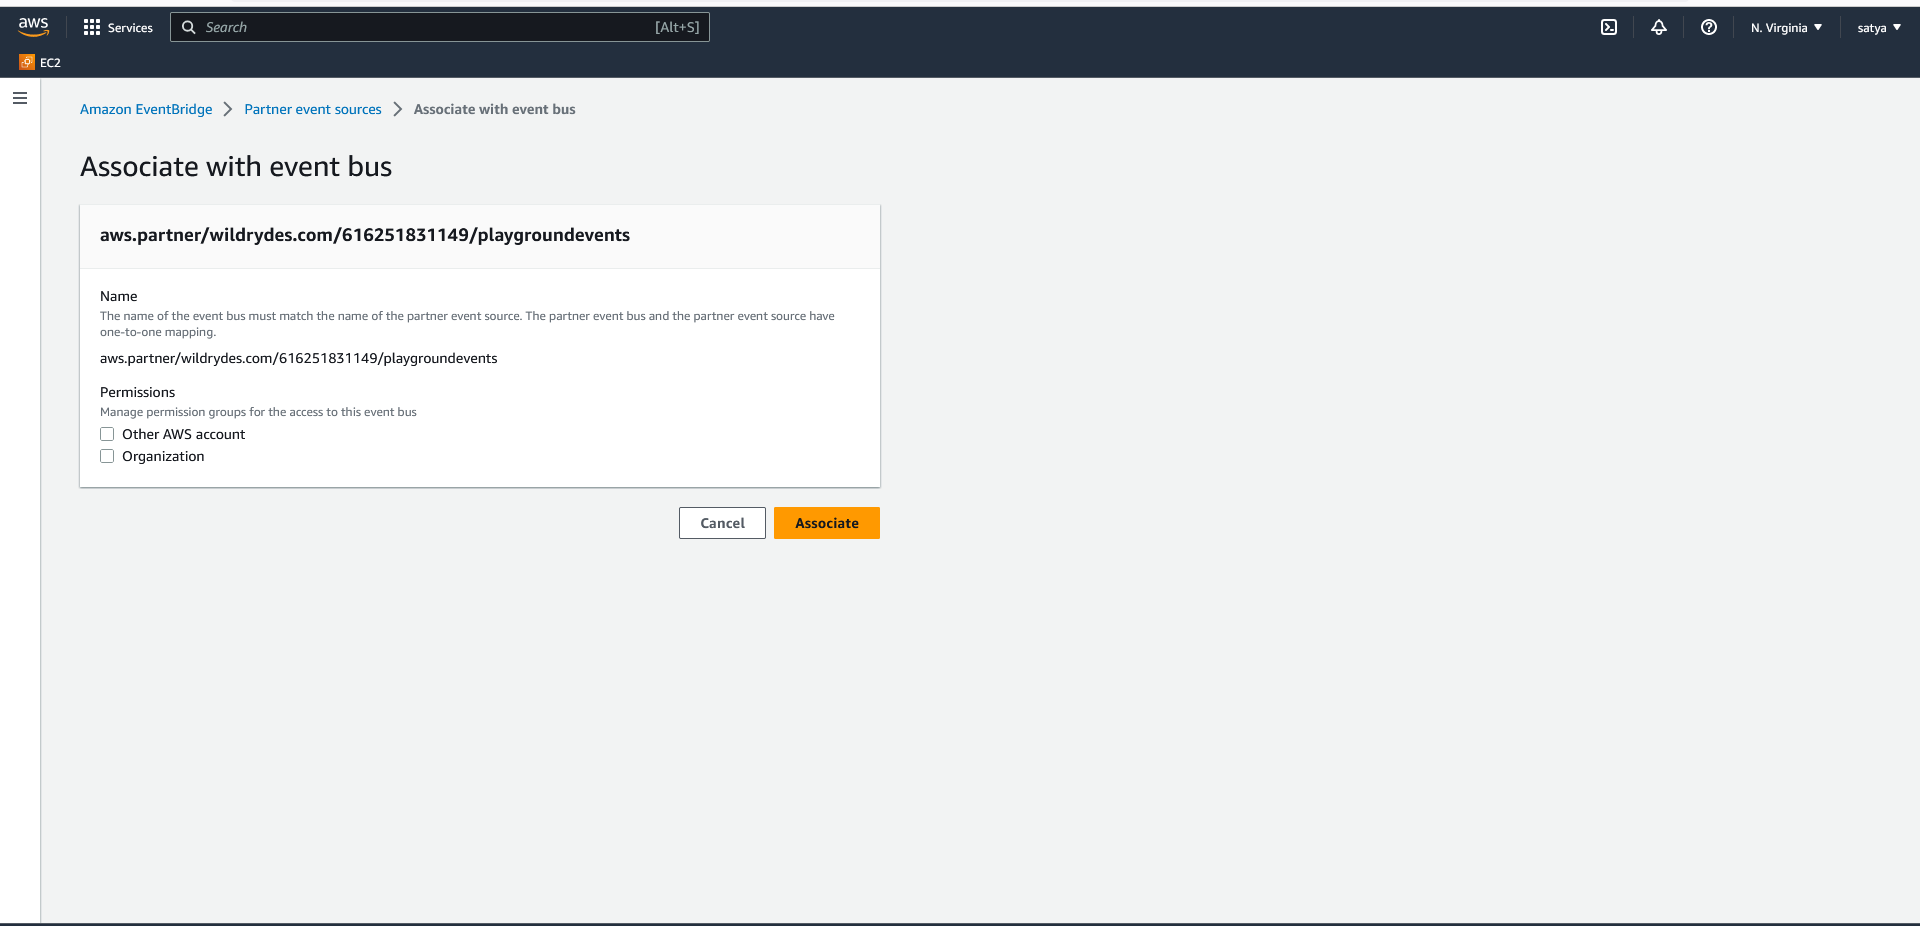 aws
Services
Search
[Alt+S]
N. Virginia
satya
EC2
Amazon EventBridge
Partner event sources
Associate with event bus
Associate with event bus
aws.partner/wildrydes.com/616251831149/playgroundevents
Name
The name of the event bus must match the name of the partner event source. The partner event bus and the partner event source have
one-to-one mapping.
aws.partner/wildrydes.com/616251831149/playgroundevents
Permissions
Manage permission groups for the access to this event bus
Other AWS account
Organization
Cancel
Associate